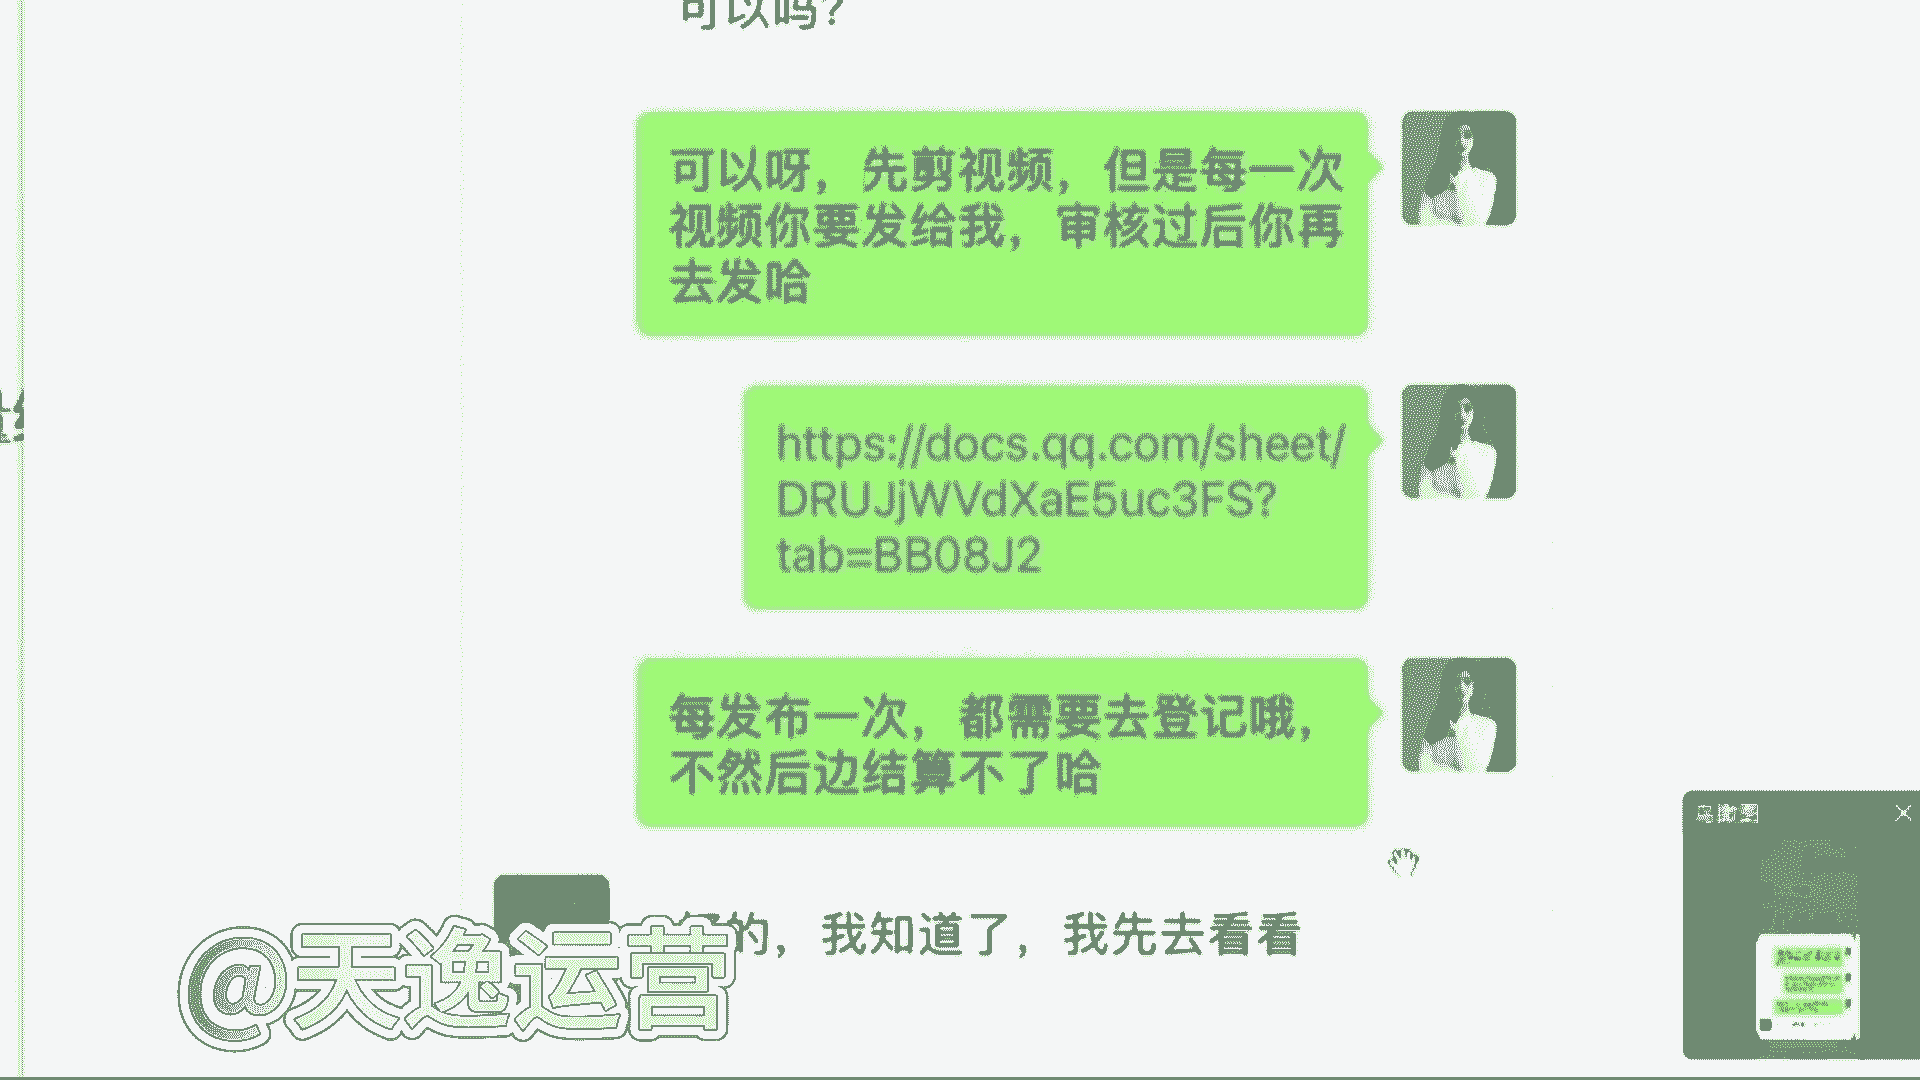 可以吗?
可以呀，先剪视频，但是每一次
视频你要发给我，审核过后你再
去发哈
https://docs.qq.com/sheet/
DRUJjWVdXaE5uc3FS?
tab=BB08J2
每发布一次，都需要去登记哦，
不然后边结算不了哈
的，我知道了，我先去看看
@天逸运营
鸟瞰图